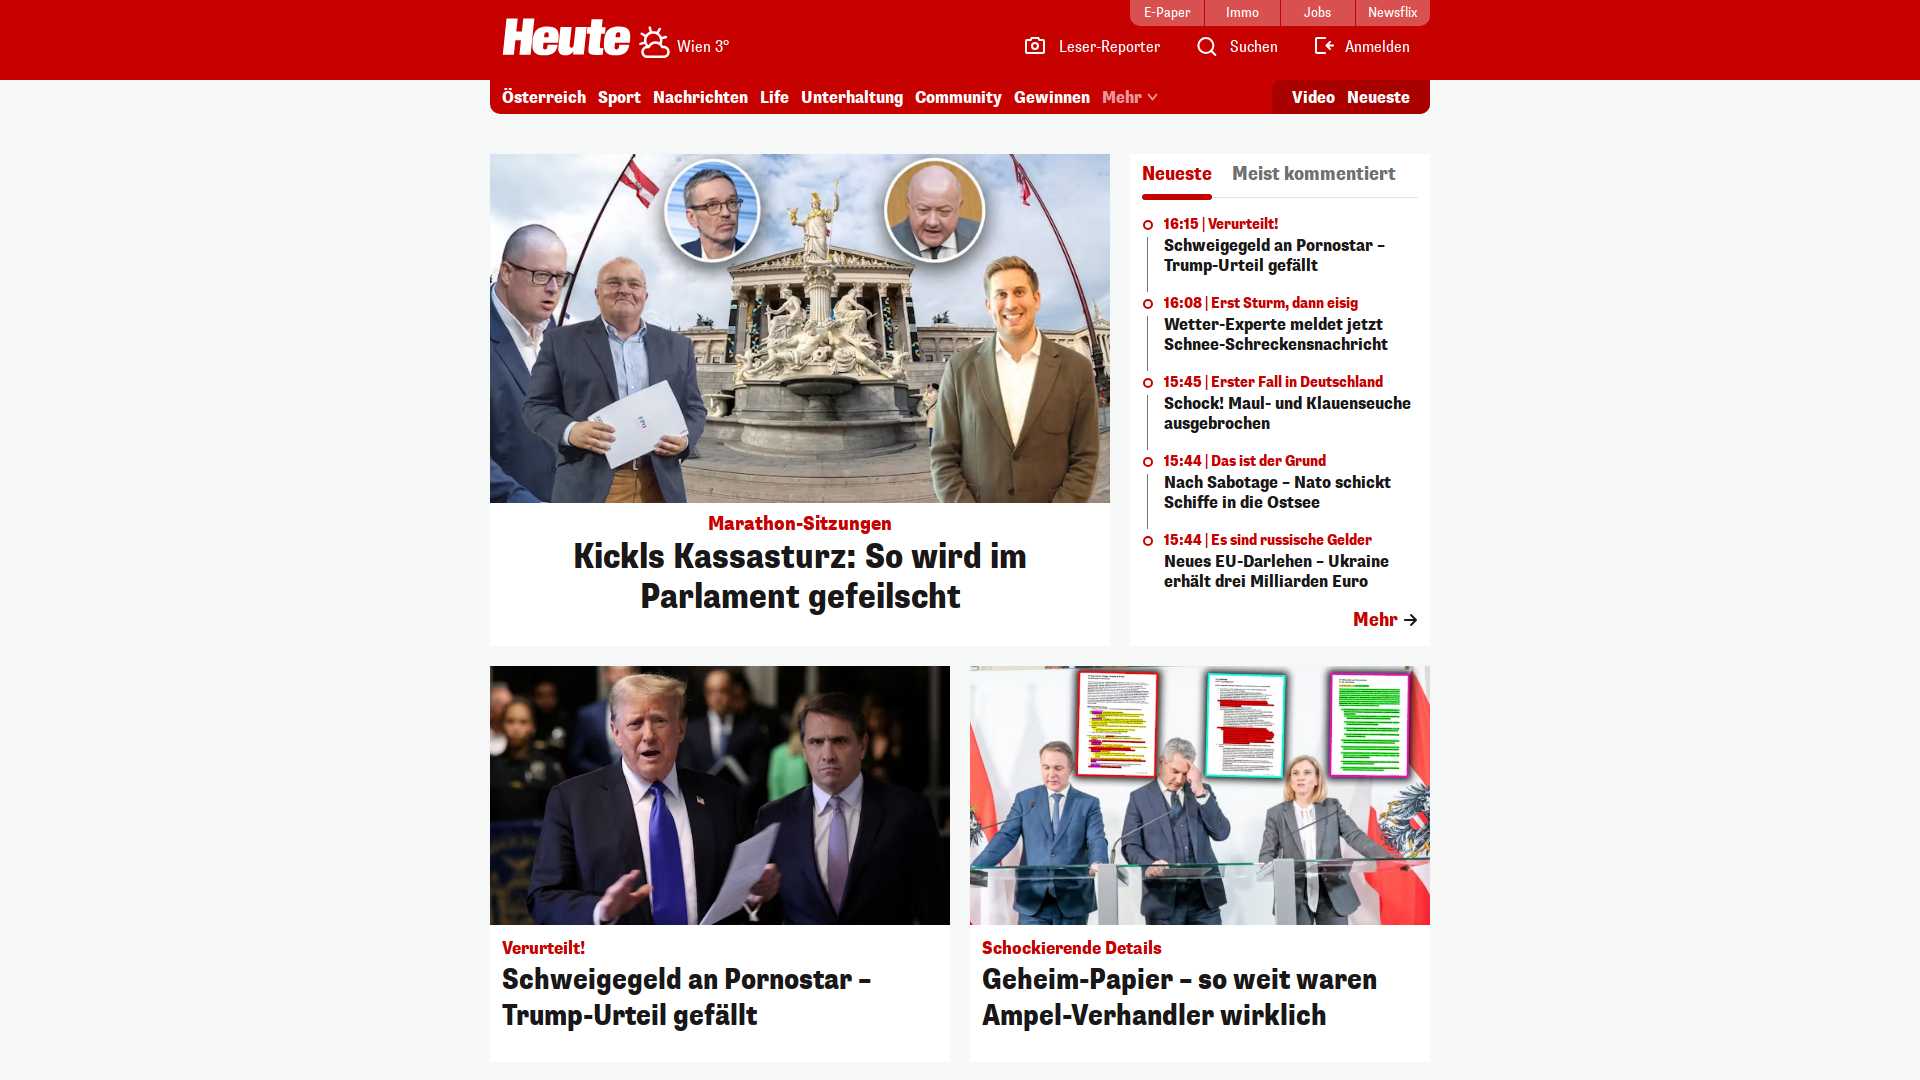 E-Paper
Immo
Jobs
Newsflix
Heute
Wien 3°
Leser-Reporter
Suchen
Anmelden
Österreich
Sport
Nachrichten
Life
Unterhaltung
Community
Gewinnen
Mehr
Video
Neueste
Marathon-Sitzungen
Kickls Kassasturz: So wird im
Parlament gefeilscht
Neueste
Meist kommentiert
16:15 | Verurteilt!
Schweigegeld an Pornostar –
Trump-Urteil gefällt
16:08 | Erst Sturm, dann eisig
Wetter-Experte meldet jetzt
Schnee-Schreckensnachricht
15:45 | Erster Fall in Deutschland
Schock! Maul- und Klauenseuche
ausgebrochen
15:44 | Das ist der Grund
Nach Sabotage – Nato schickt
Schiffe in die Ostsee
15:44 | Es sind russische Gelder
Neues EU-Darlehen – Ukraine
erhält drei Milliarden Euro
Mehr
Verurteilt!
Schweigegeld an Pornostar –
Trump-Urteil gefällt
Schockierende Details
Geheim-Papier – so weit waren
Ampel-Verhandler wirklich